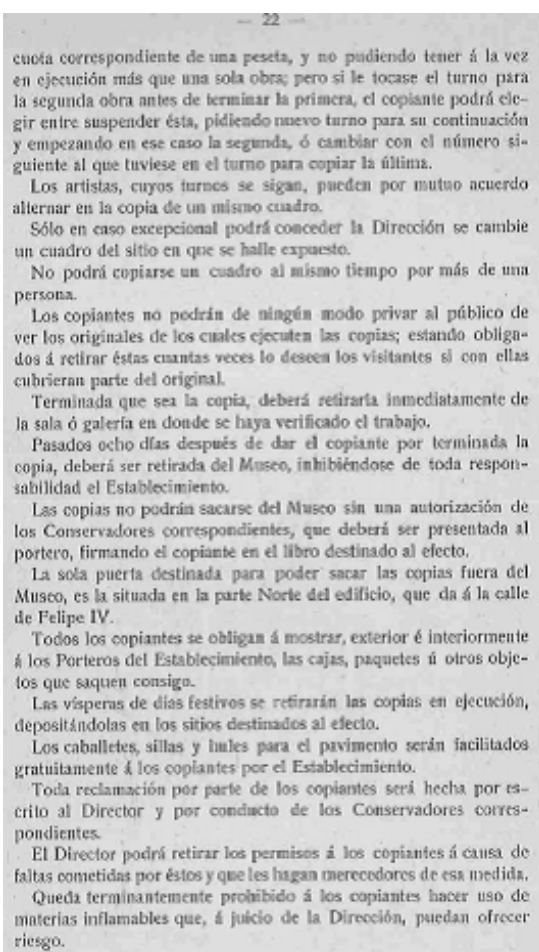 — 22 —
cuota correspondiente de una peseta, y no pudiendo tener á la vez
en ejecución más que una sola obra; pero si le tocase el turno para
la segunda obra antes de terminar la primera, el copiante podrá ele-
gir entre suspender ésta, pidiendo nuevo turno para su continuación
y empezando en ese caso la segunda, ó cambiar con el número si-
guiente al que tuviese en el turno para copiar la última.
Los artistas, cuyos turnos se sigan, pueden por mutuo acuerdo
alternar en la copia de un mismo cuadro.
Sólo en caso excepcional podrá conceder la Dirección se cambie
un cuadro del sitio en que se halle expuesto.
No podrá copiarse un cuadro al mismo tiempo por más de una
persona.
Los copiantes no podrán de ningún modo privar al público de
ver los originales de los cuales ejecuten las copias; estando obliga-
dos á retirar éstas cuantas veces lo deseen los visitantes si con ellas
cubrieran parte del original.
Terminada que sea la copia, deberá retirarla inmediatamente de
la sala ó galería en donde se haya verificado el trabajo.
Pasados ocho días después de dar el copiante por terminada la
copia, deberá ser retirada del Museo, inhibiéndose de toda respon-
sabilidad el Establecimiento.
Las copias no podrán sacarse del Museo sin una autorización de
los Conservadores correspondientes, que deberá ser presentada al
portero, firmando el copiante en el libro destinado al efecto.
La sola puerta destinada para poder sacar las copias fuera del
Museo, es la situada en la parte Norte del edificio, que da á la calle
de Felipe IV.
Todos los copiantes se obligan á mostrar, exterior é interiormente
á los Porteros del Establecimiento, las cajas, paquetes ú otros obje-
tos que saquen consigo.
Las vísperas de días festivos se retirarán las copias en ejecución,
depositándolas en los sitios destinados al efecto.
Los caballetes, sillas y hules para el pavimento serán facilitados
gratuitamente á los copiantes por el Establecimiento.
Toda reclamación por parte de los copiantes será hecha por es-
crito al Director y por conducto de los Conservadores corres-
pondientes.
El Director podrá retirar los permisos á los copiantes á causa de
faltas cometidas por éstos y que les hagan merecedores de esa medida.
Queda terminantemente prohibido á los copiantes hacer uso de
materias inflamables que, á juicio de la Dirección, puedan ofrecer
riesgo.